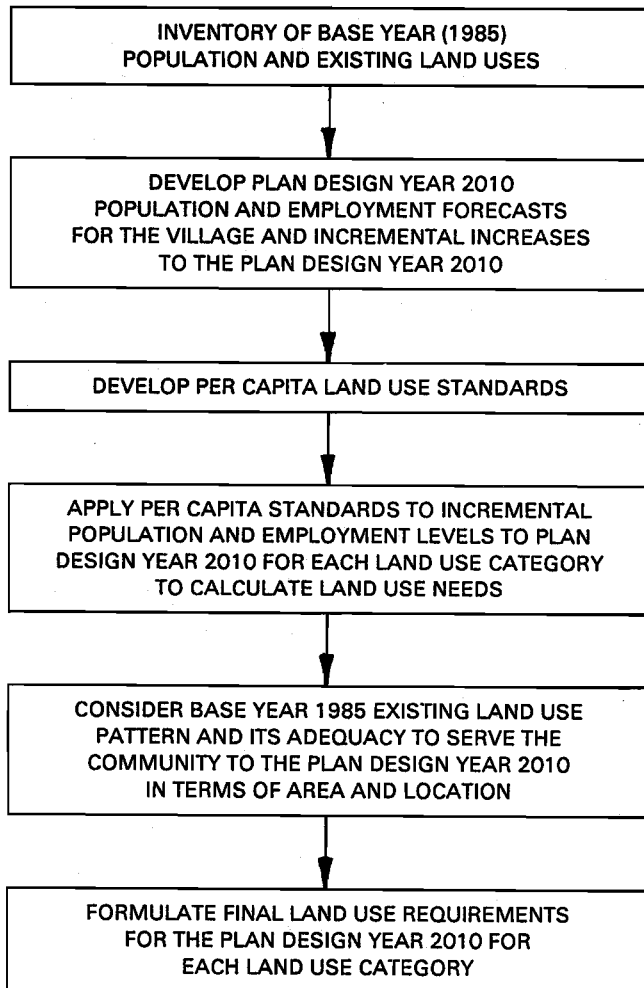 INVENTORY OF BASE YEAR (1985)
POPULATION AND EXISTING LAND USES
DEVELOP PLAN DESIGN YEAR 2010
POPULATION AND EMPLOYMENT FORECASTS
FOR THE VILLAGE AND INCREMENTAL INCREASES
TO THE PLAN DESIGN YEAR 2010
DEVELOP PER CAPITA LAND USE STANDARDS
APPLY PER CAPITA STANDARDS TO INCREMENTAL
POPULATION AND EMPLOYMENT LEVELS TO PLAN
DESIGN YEAR 2010 FOR EACH LAND USE CATEGORY
TO CALCULATE LAND USE NEEDS
CONSIDER BASE YEAR 1985 EXISTING LAND USE
PATTERN AND ITS ADEQUACY TO SERVE THE
COMMUNITY TO THE PLAN DESIGN YEAR 2010
IN TERMS OF AREA AND LOCATION
FORMULATE FINAL LAND USE REQUIREMENTS
FOR THE PLAN DESIGN YEAR 2010 FOR
EACH LAND USE CATEGORY